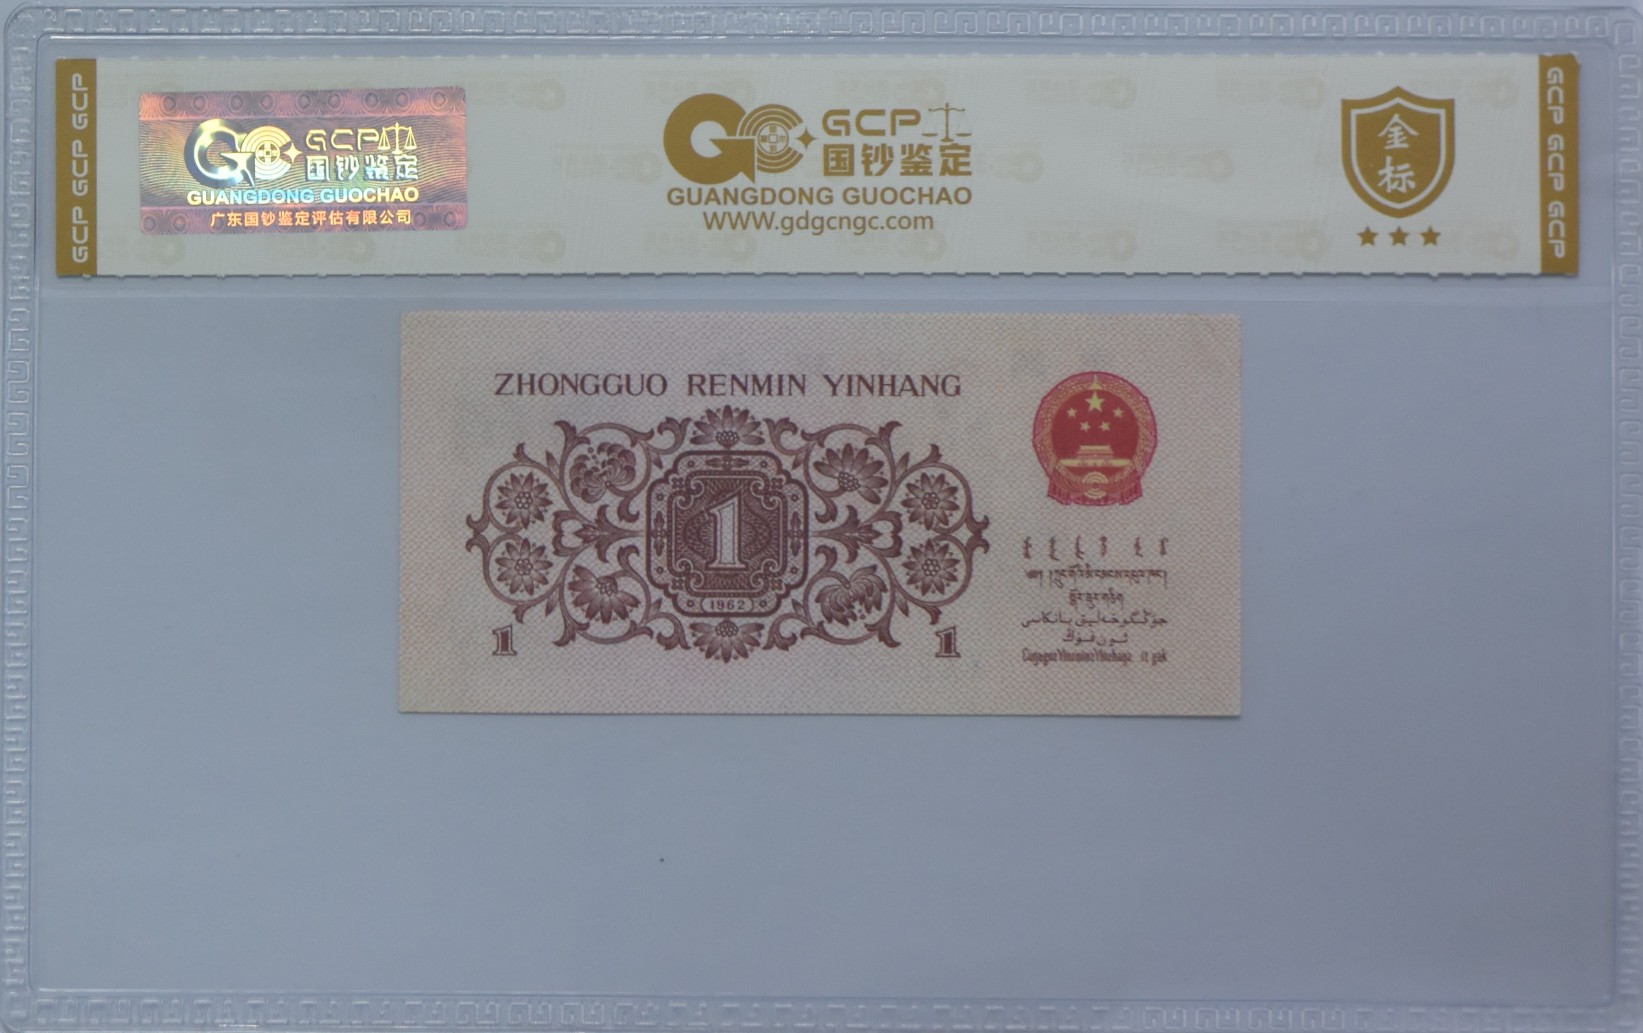 GCP GCP GCP
GCP
国钞鉴定
GUANGDONG GUOCHAO
广东国钞鉴定评估有限公司
GCP
国钞鉴定
GUANGDONG GUOCHAO
WWW.gdgcngc.com
金
标
GCP GCP GCP
ZHONGGUO RENMIN YINHANG
1
(1962)
1
1